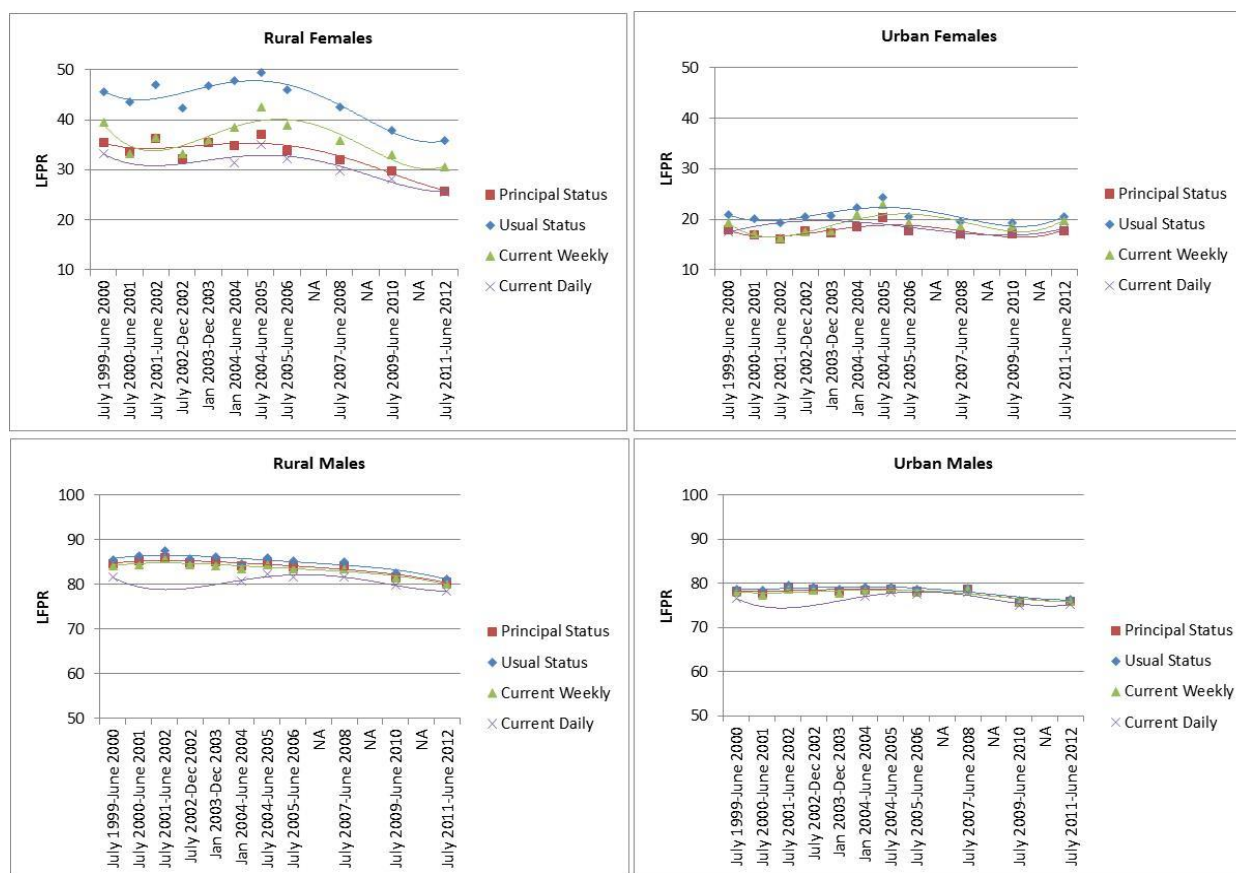 Rural Females
50
40
30
20
10
LFPR
July 1999-June 2000
July 2000-June 2001
July 2001-June 2002
July 2002-Dec 2002
Jan 2003-Dec 2003
Jan 2004-June 2004
July 2004-June 2005
July 2005-June 2006
NA
July 2007-June 2008
NA
July 2009-June 2010
NA
July 2011-June 2012
Principal Status
Usual Status
Current Weekly
Current Daily
Urban Females
50
40
30
20
10
LFPR
July 1999-June 2000
July 2000-June 2001
July 2001-June 2002
July 2002-Dec 2002
Jan 2003-Dec 2003
Jan 2004-June 2004
July 2004-June 2005
July 2005-June 2006
NA
July 2007-June 2008
NA
July 2009-June 2010
NA
July 2011-June 2012
Principal Status
Usual Status
Current Weekly
Current Daily
Rural Males
100
90
80
70
60
50
LFPR
July 1999-June 2000
July 2000-June 2001
July 2001-June 2002
July 2002-Dec 2002
Jan 2003-Dec 2003
Jan 2004-June 2004
July 2004-June 2005
July 2005-June 2006
NA
July 2007-June 2008
NA
July 2009-June 2010
NA
July 2011-June 2012
Principal Status
Usual Status
Current Weekly
Current Daily
Urban Males
100
90
80
70
60
50
LFPR
July 1999-June 2000
July 2000-June 2001
July 2001-June 2002
July 2002-Dec 2002
Jan 2003-Dec 2003
Jan 2004-June 2004
July 2004-June 2005
July 2005-June 2006
NA
July 2007-June 2008
NA
July 2009-June 2010
NA
July 2011-June 2012
Principal Status
Usual Status
Current Weekly
Current Daily